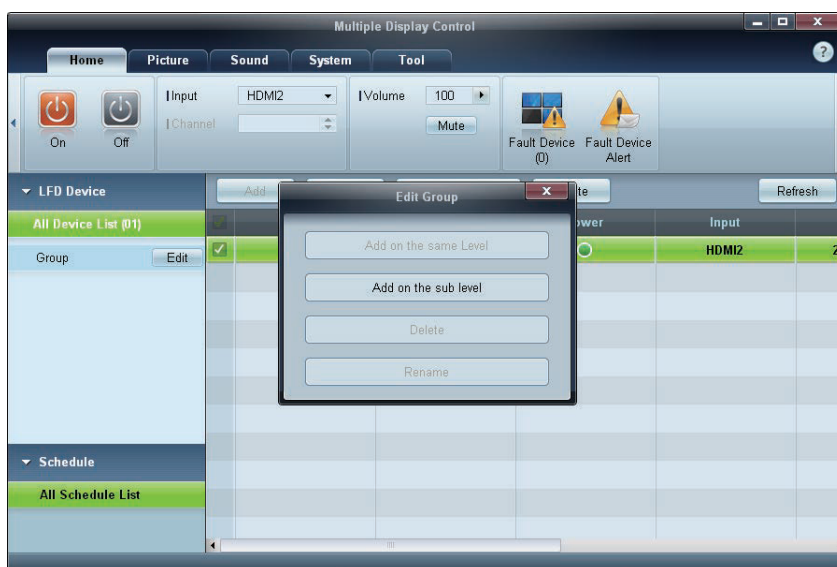 Multiple Display Control
Home Picture Sound System Tool
?
Input HDMI2
Volume 100
Channel
Mute
On Off
Fault Device (0)
Fault Device Alert
LFD Device
Add
te
Refresh
Edit Group
All Device List (01)
ower Input
Group Edit
HDMI2 2
Add on the same Level
Add on the sub level
Delete
Rename
Schedule
All Schedule List